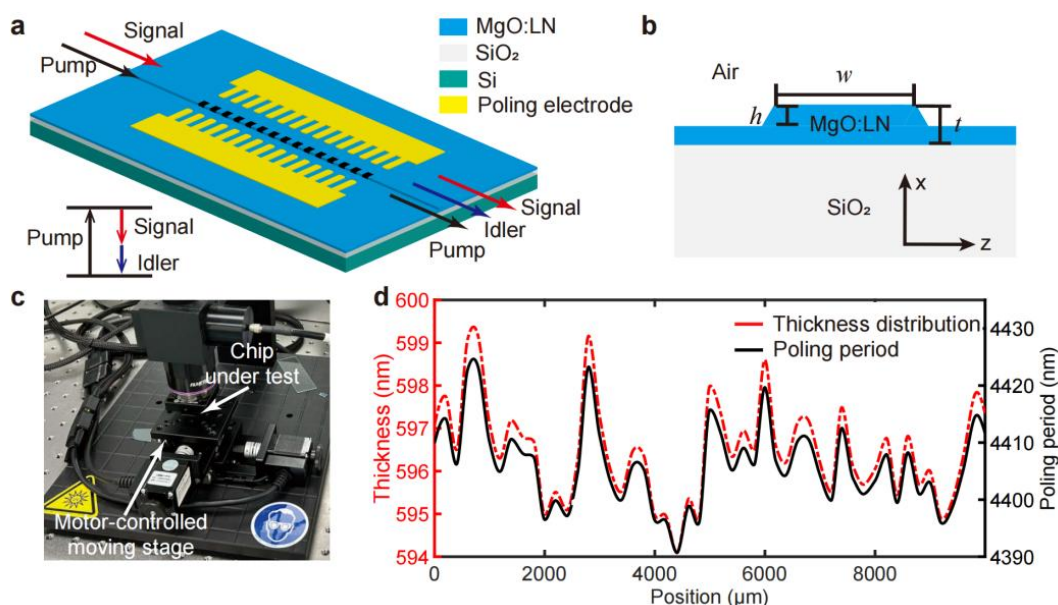 a
Signal
Pump
MgO:LN
SiO₂
Si
Poling electrode
Signal
Idler
Pump
Pump
Signal
Idler
b
Air
w
h
MgO:LN
t
SiO₂
x
z
c
Chip
under test
Motor-controlled
moving stage
d
Thickness distribution
Poling period
Thickness (nm)
600
599
598
597
596
595
594
4430
4420
4410
4400
4390
Poling period (nm)
0
2000
4000
6000
8000
Position (μm)